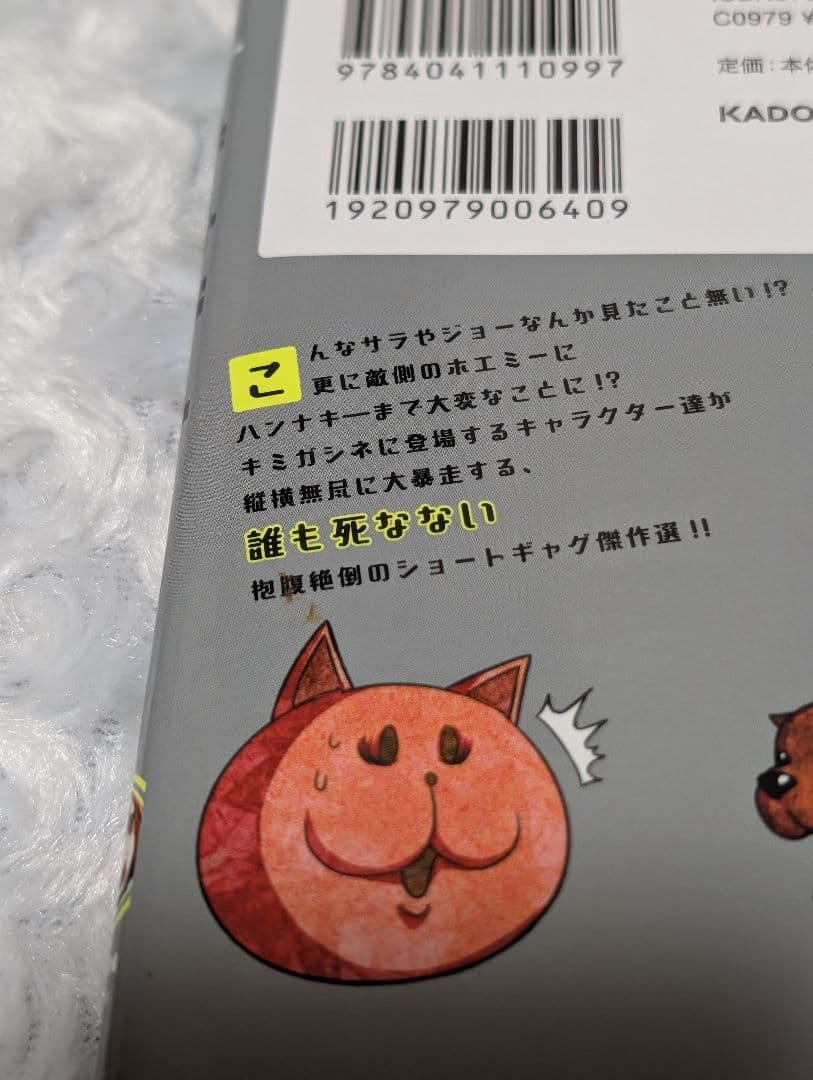 C0979 ¥
9784041110997
定価：本体
KADO
1920979006409
こんなサラやジョーなんか見たこと無い!?
更に敵側のホエミーに
ハンナキーまで大変なことに!?
キミガシネに登場するキャラクター達が
縦横無尽に大暴走する、
誰も死なない
抱腹絶倒のショートギャグ傑作選!!